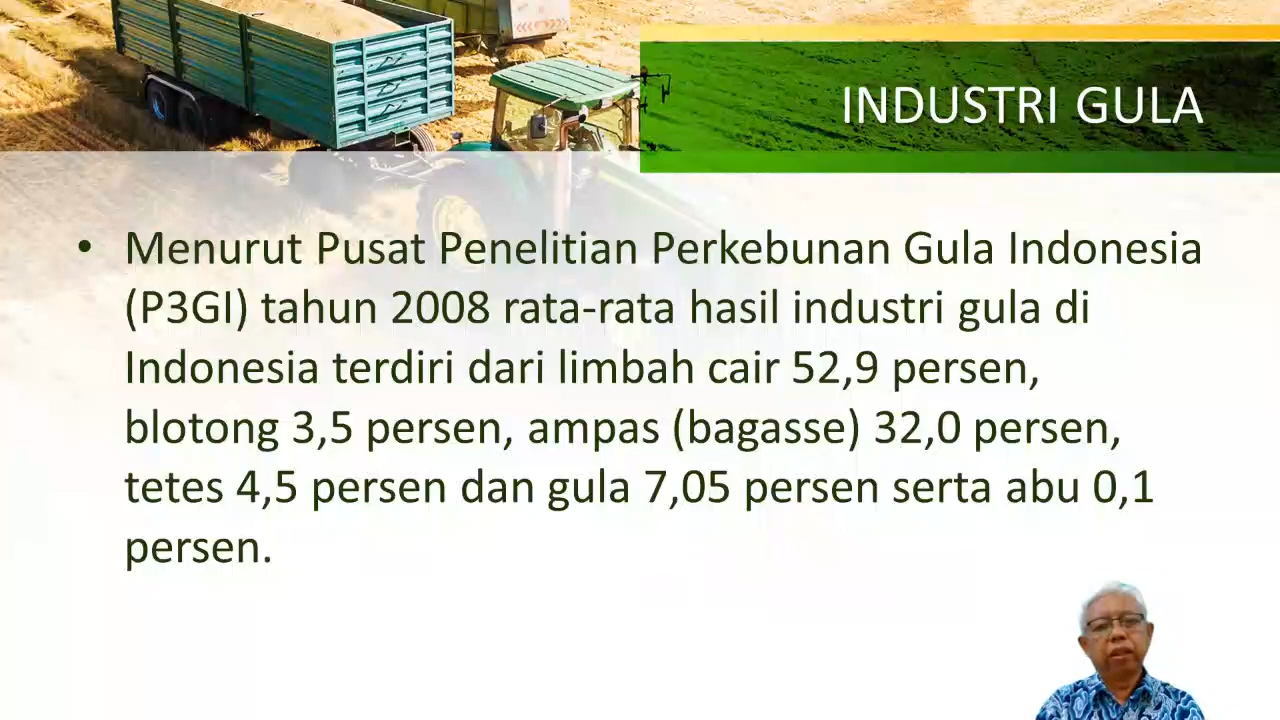 INDUSTRI GULA
• Menurut Pusat Penelitian Perkebunan Gula Indonesia
(P3GI) tahun 2008 rata-rata hasil industri gula di
Indonesia terdiri dari limbah cair 52,9 persen,
blotong 3,5 persen, ampas (bagasse) 32,0 persen,
tetes 4,5 persen dan gula 7,05 persen serta abu 0,1
persen.